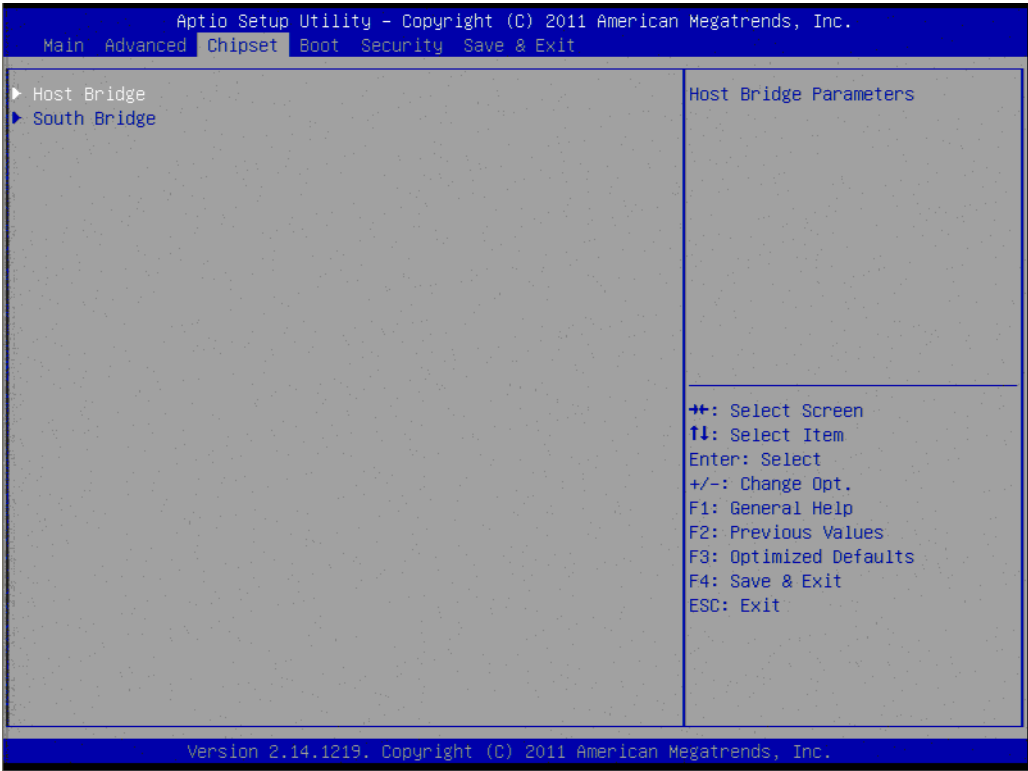 Aptio Setup Utility – Copyright (C) 2011 American Megatrends, Inc.
Main Advanced Chipset Boot Security Save & Exit
▶ Host Bridge
▶ South Bridge
Host Bridge Parameters
→←: Select Screen
↑↓: Select Item
Enter: Select
+/-: Change Opt.
F1: General Help
F2: Previous Values
F3: Optimized Defaults
F4: Save & Exit
ESC: Exit
Version 2.14.1219. Copyright (C) 2011 American Megatrends, Inc.